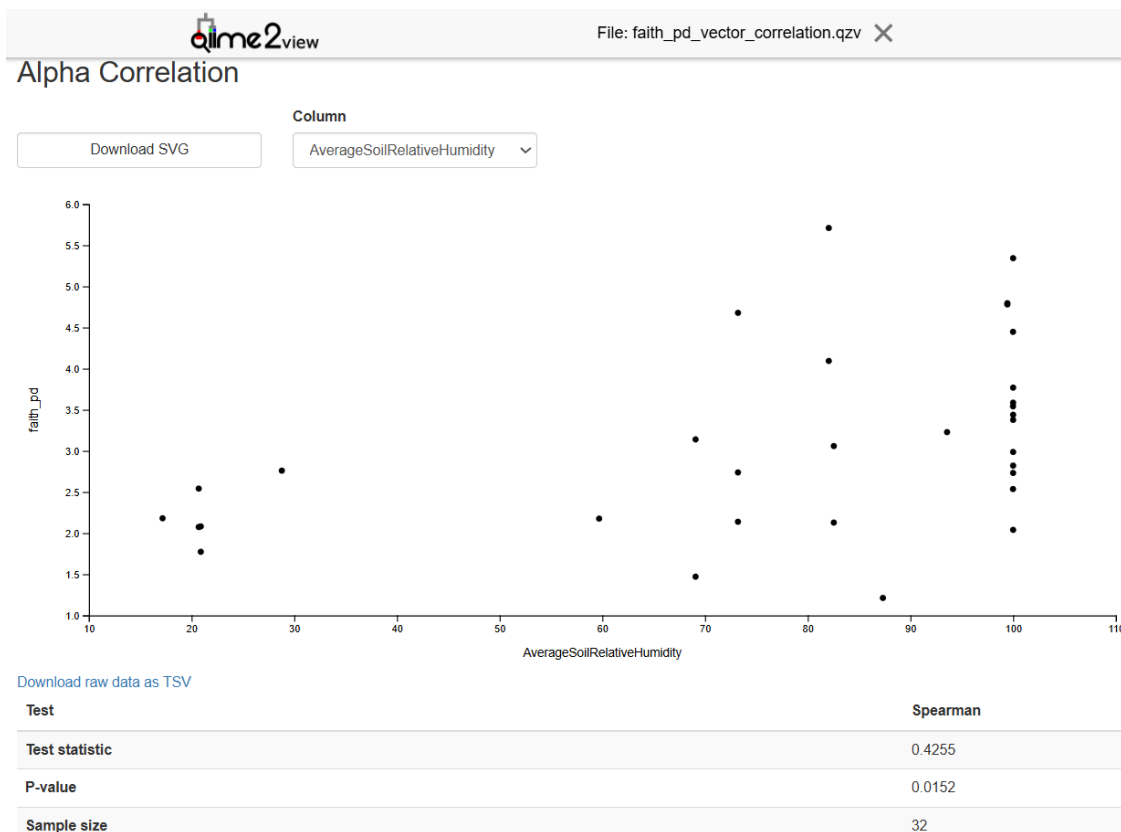 qiime2view
File: faith_pd_vector_correlation.qzv
Alpha Correlation
Column
Download SVG
AverageSoilRelativeHumidity
6.0
5.5
5.0
4.5
4.0
3.5
3.0
2.5
2.0
1.5
1.0
faith_pd
10 20 30 40 50 60 70 80 90 100 110
AverageSoilRelativeHumidity
Download raw data as TSV
Test Spearman
Test statistic 0.4255
P-value 0.0152
Sample size 32